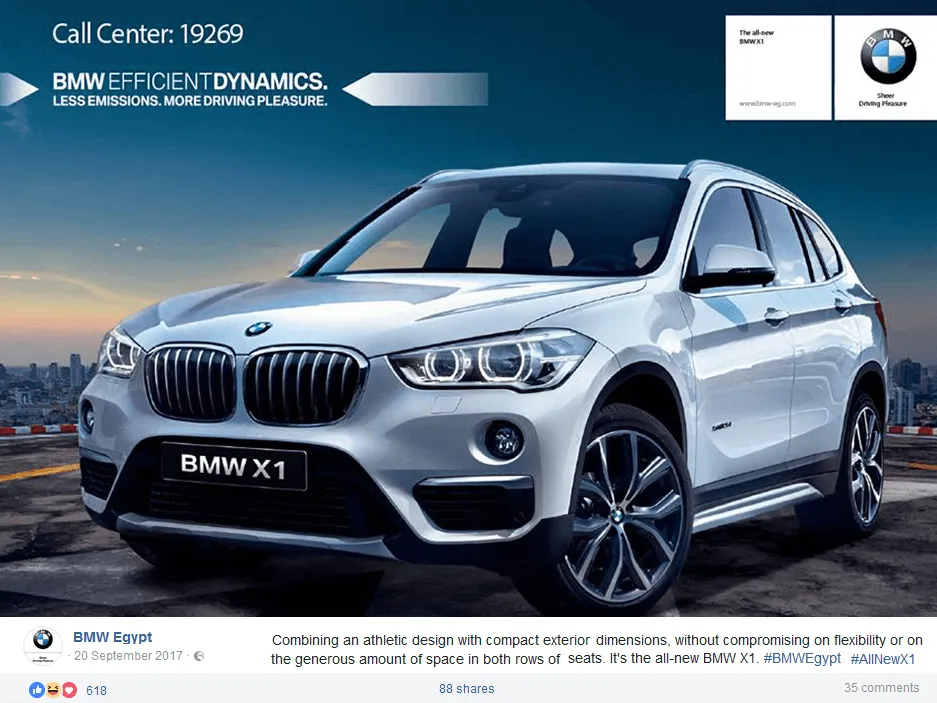 Call Center: 19269
BMW EFFICIENTDYNAMICS.
LESS EMISSIONS. MORE DRIVING PLEASURE.
The all-new
BMW X1
www.bmw-eg.com
BMW
Sheer
Driving Pleasure
BMW X1
BMW Egypt
· 20 September 2017 ·
Combining an athletic design with compact exterior dimensions, without compromising on flexibility or on
the generous amount of space in both rows of seats. It's the all-new BMW X1. #BMWEgypt #AllNewX1
618
88 shares
35 comments